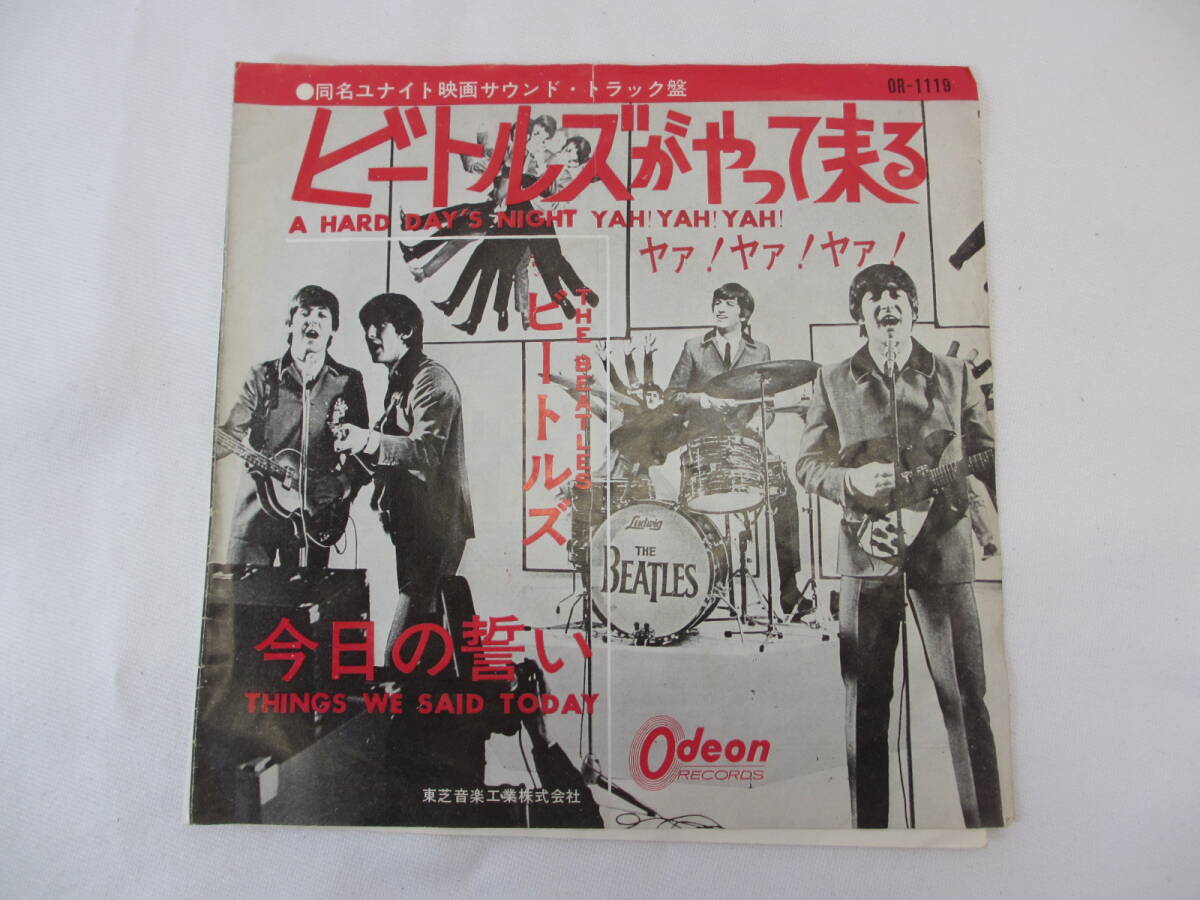 ●同名ユナイト映画サウンド・トラック盤
OR-1119
ビートルズがやって来る
A HARD DAY'S NIGHT YAH! YAH! YAH!
ヤァ!ヤァ!ヤァ!
ビートルズ
THE BEATLES
Ludwig
THE
BEATLES
今日の誓い
THINGS WE SAID TODAY
Odeon
RECORDS
東芝音楽工業株式会社